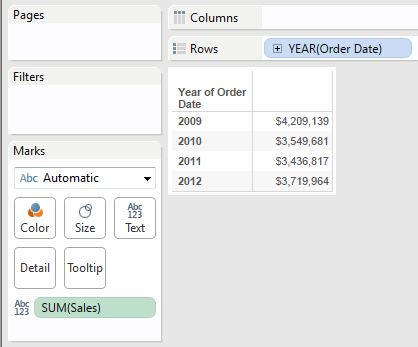 Pages
Columns
Rows
YEAR(Order Date)
Filters
Year of Order
Date
2009 $4,209,139
2010 $3,549,681
2011 $3,436,817
2012 $3,719,964
Marks
Abc Automatic
Color
Size
Abc
123
Text
Detail
Tooltip
Abc
123
SUM(Sales)